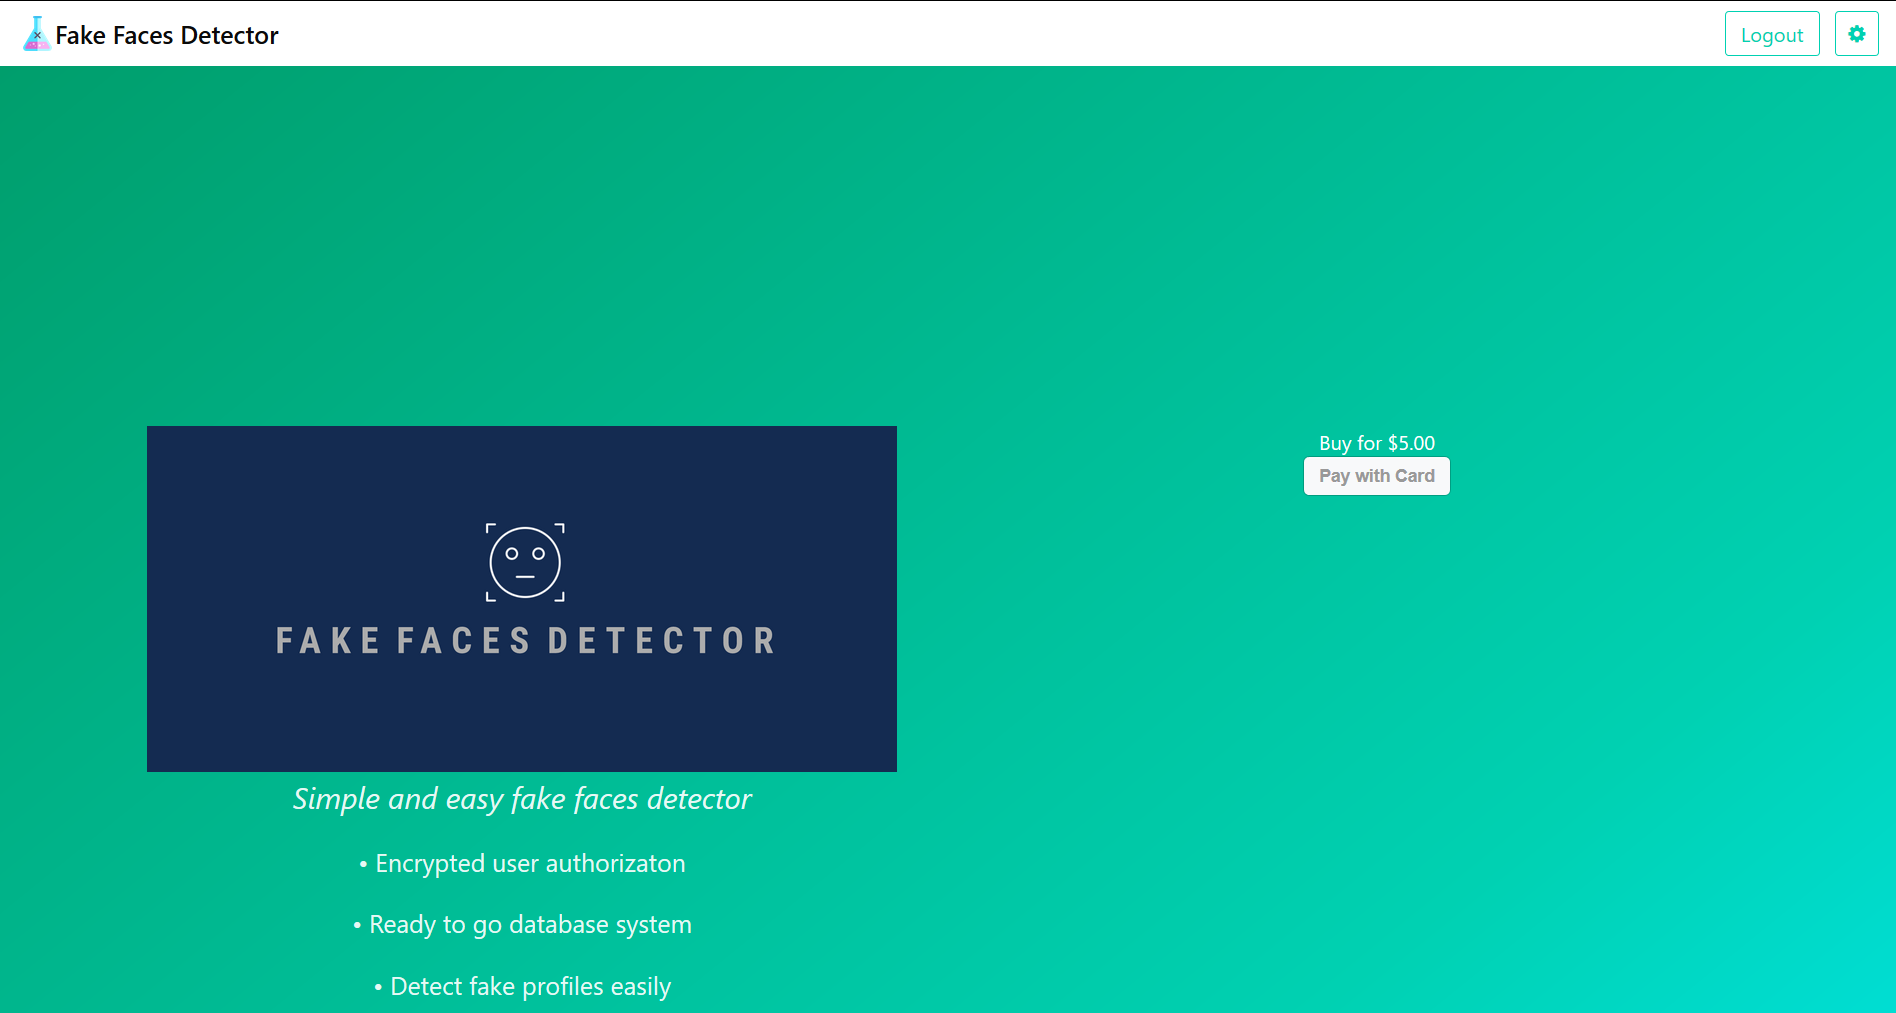 Fake Faces Detector
Logout
FAKE FACES DETECTOR
Simple and easy fake faces detector
• Encrypted user authorizaton
• Ready to go database system
• Detect fake profiles easily
Buy for $5.00
Pay with Card